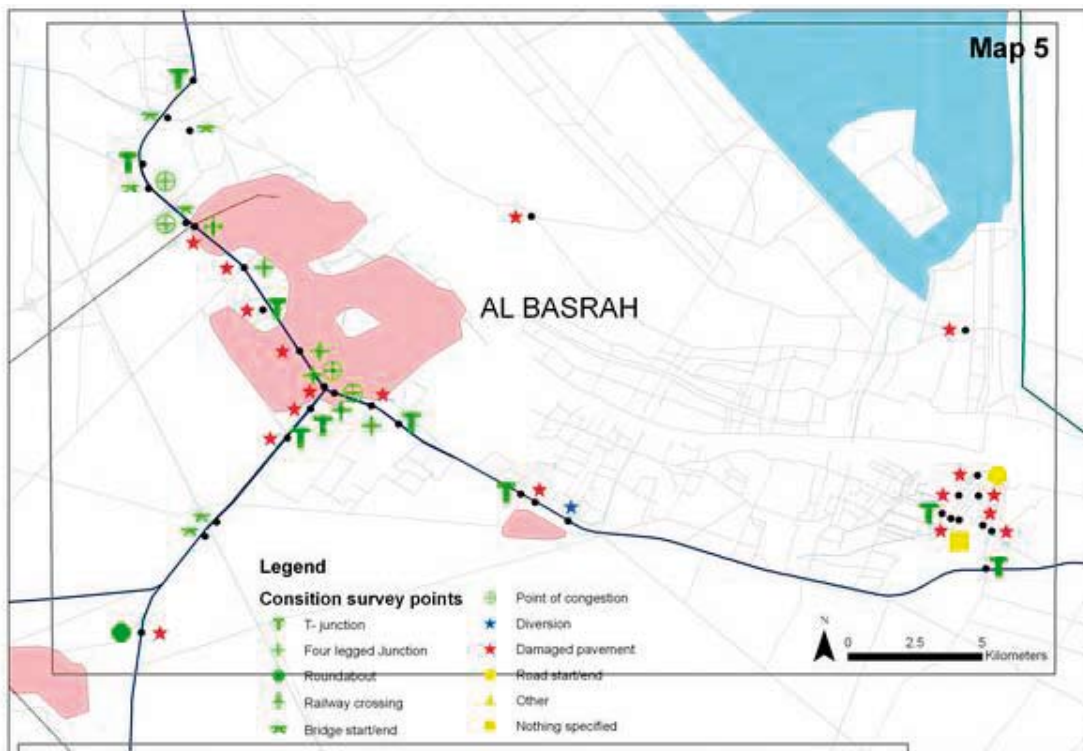 Map 5
AL BASRAH
Legend
Consition survey points
T- junction
Four legged Junction
Roundabout
Railway crossing
Bridge start/end
Point of congestion
Diversion
Damaged pavement
Road start/end
Other
Nothing specified
N
0 2.5 5
Kilometers